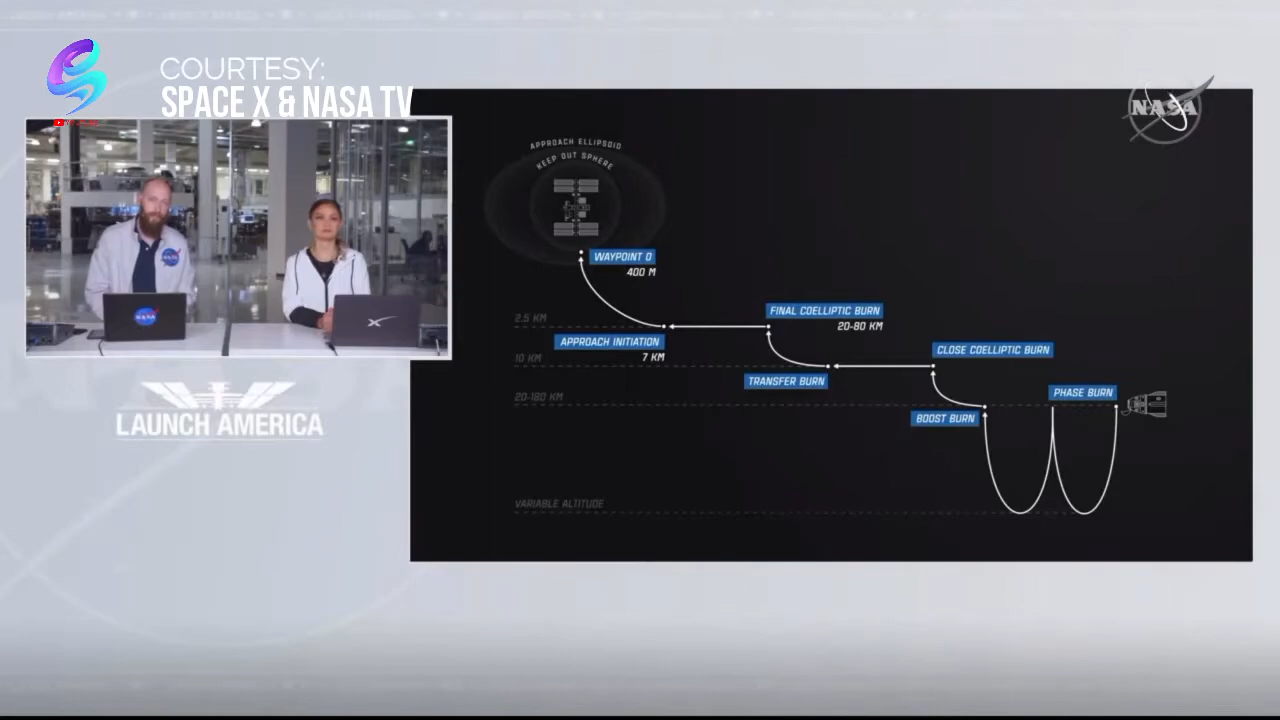 COURTESY:
SPACE X & NASA TV
NASA
APPROACH ELLIPSOID
KEEP OUT SPHERE
WAYPOINT 0
400 M
2.5 KM
FINAL COELLIPTIC BURN
20-80 KM
APPROACH INITIATION
7 KM
10 KM
CLOSE COELLIPTIC BURN
TRANSFER BURN
20-180 KM
PHASE BURN
BOOST BURN
VARIABLE ALTITUDE
NASA
NASA
X
LAUNCH AMERICA